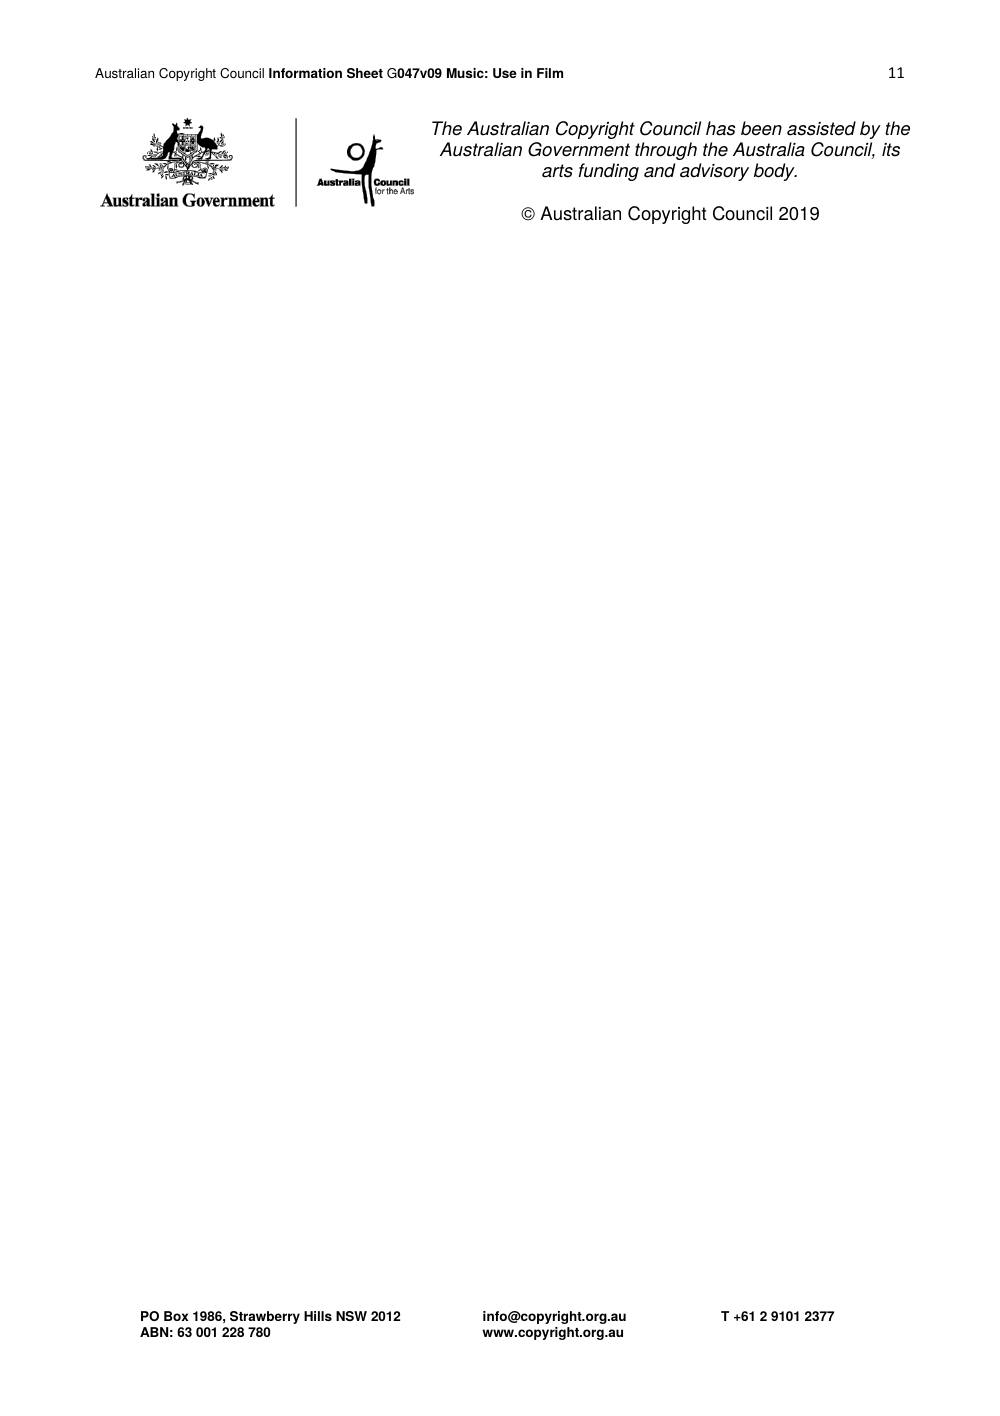 Australian Copyright Council Information Sheet G047v09 Music: Use in Film 11
Australian Government
Australia Council
for the Arts
The Australian Copyright Council has been assisted by the
Australian Government through the Australia Council, its
arts funding and advisory body.
© Australian Copyright Council 2019
PO Box 1986, Strawberry Hills NSW 2012 info@copyright.org.au T +61 2 9101 2377
ABN: 63 001 228 780 www.copyright.org.au